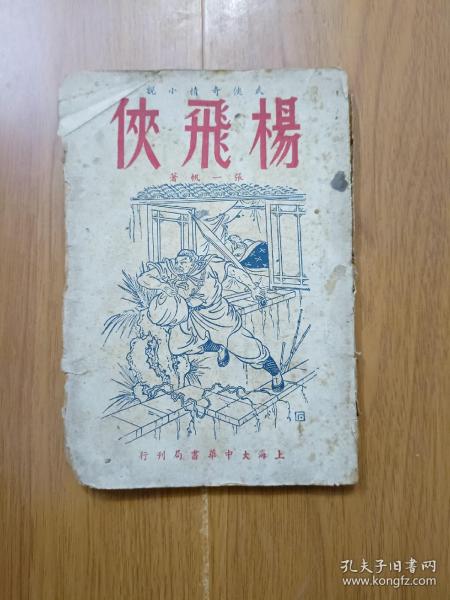 武俠奇情小說
楊飛俠
張一帆著
上海大中華書局刊行
孔夫子旧书网
www.kongfz.com